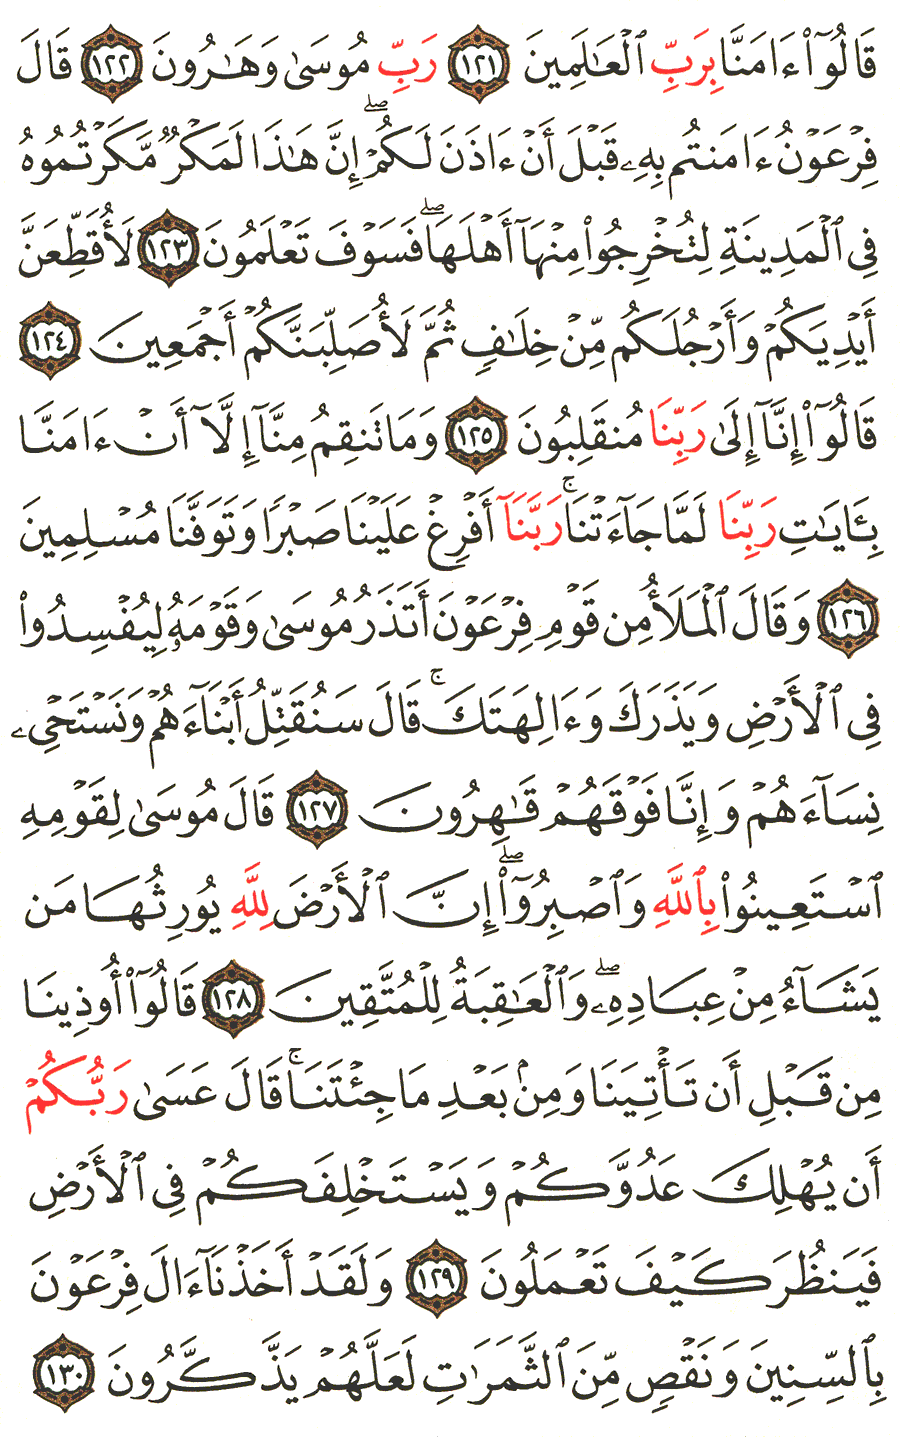 قَالُوٓا۟ ءَامَنَّا بِرَبِّ ٱلْعَـٰلَمِينَ ١٢١ رَبِّ مُوسَىٰ وَهَـٰرُونَ ١٢٢ قَالَ
فِرْعَوْنُ ءَامَنتُم بِهِۦ قَبْلَ أَنْ ءَاذَنَ لَكُمْ ۖ إِنَّ هَـٰذَا لَمَكْرٌ مَّكَرْتُمُوهُ
فِى ٱلْمَدِينَةِ لِتُخْرِجُوا۟ مِنْهَآ أَهْلَهَا ۖ فَسَوْفَ تَعْلَمُونَ ١٢٣ لَأُقَطِّعَنَّ
أَيْدِيَكُمْ وَأَرْجُلَكُم مِّنْ خِلَـٰفٍ ثُمَّ لَأُصَلِّبَنَّكُمْ أَجْمَعِينَ ١٢٤
قَالُوٓا۟ إِنَّآ إِلَىٰ رَبِّنَا مُنقَلِبُونَ ١٢٥ وَمَا تَنقِمُ مِنَّآ إِلَّآ أَنْ ءَامَنَّا
بِـَٔايَـٰتِ رَبِّنَا لَمَّا جَآءَتْنَا ۚ رَبَّنَآ أَفْرِغْ عَلَيْنَا صَبْرًا وَتَوَفَّنَا مُسْلِمِينَ
١٢٦ وَقَالَ ٱلْمَلَأُ مِن قَوْمِ فِرْعَوْنَ أَتَذَرُ مُوسَىٰ وَقَوْمَهُۥ لِيُفْسِدُوا۟
فِى ٱلْأَرْضِ وَيَذَرَكَ وَءَالِهَتَكَ ۚ قَالَ سَنُقَتِّلُ أَبْنَآءَهُمْ وَنَسْتَحْىِۦ
نِسَآءَهُمْ وَإِنَّا فَوْقَهُمْ قَـٰهِرُونَ ١٢٧ قَالَ مُوسَىٰ لِقَوْمِهِ
ٱسْتَعِينُوا۟ بِٱللَّهِ وَٱصْبِرُوٓا۟ ۖ إِنَّ ٱلْأَرْضَ لِلَّهِ يُورِثُهَا مَن
يَشَآءُ مِنْ عِبَادِهِۦ ۖ وَٱلْعَـٰقِبَةُ لِلْمُتَّقِينَ ١٢٨ قَالُوٓا۟ أُوذِينَا
مِن قَبْلِ أَن تَأْتِيَنَا وَمِنۢ بَعْدِ مَا جِئْتَنَا ۚ قَالَ عَسَىٰ رَبُّكُمْ
أَن يُهْلِكَ عَدُوَّكُمْ وَيَسْتَخْلِفَكُمْ فِى ٱلْأَرْضِ
فَيَنظُرَ كَيْفَ تَعْمَلُونَ ١٢٩ وَلَقَدْ أَخَذْنَآ ءَالَ فِرْعَوْنَ
بِٱلسِّنِينَ وَنَقْصٍ مِّنَ ٱلثَّمَرَٰتِ لَعَلَّهُمْ يَذَّكَّرُونَ ١٣٠